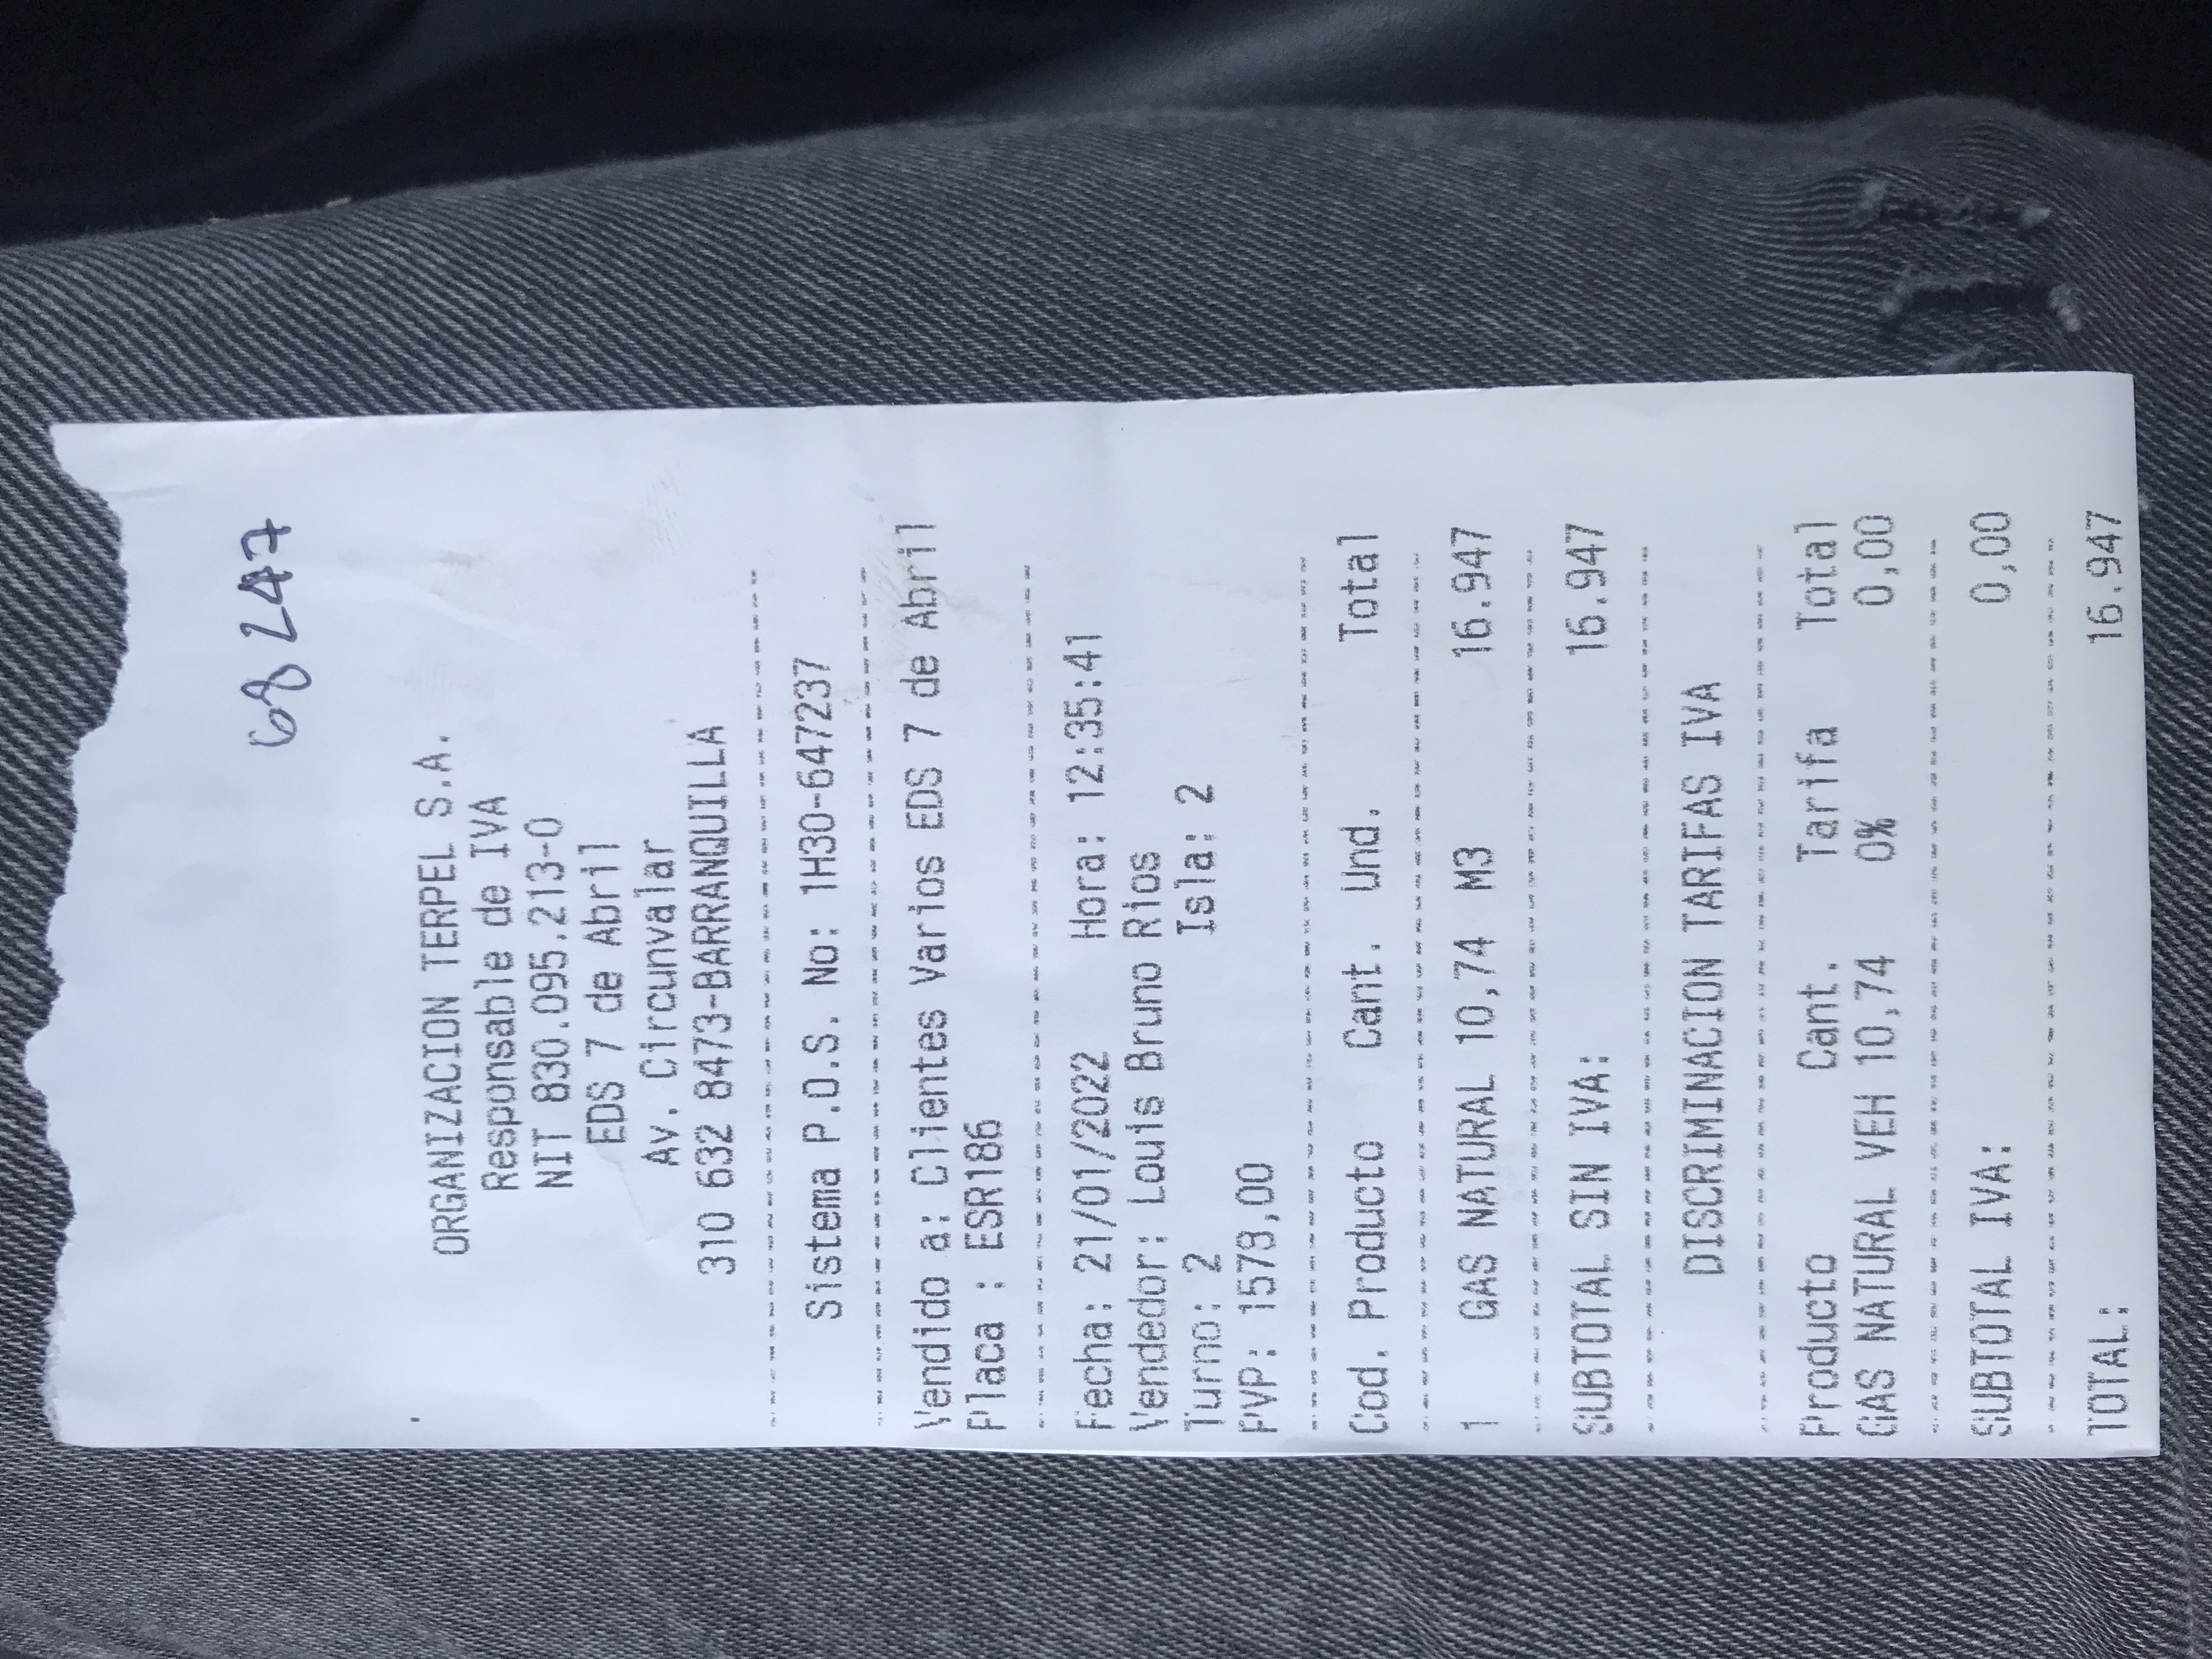 68 247
ORGANIZACION TERPEL S.A.
Responsable de IVA
NIT 830.095.213-0
EDS 7 de Abril
Av. Circunvalar
310 632 8473-BARRANQUILLA
Sistema P.O.S. No: 1H30-647237
Vendido a: Clientes Varios EDS 7 de Abril
Placa : ESR186
Fecha: 21/01/2022 Hora: 12:35:41
Vendedor: Louis Bruno Rios
Turno: 2 Isla: 2
PVP: 1578,00
Cod. Producto Cant. Und. Total
1 GAS NATURAL 10,74 M3 16.947
SUBTOTAL SIN IVA: 16.947
DISCRIMINACION TARIFAS IVA
Producto Cant. Tarifa Total
GAS NATURAL VEH 10,74 0% 0,00
SUBTOTAL IVA: 0,00
TOTAL: 16.947